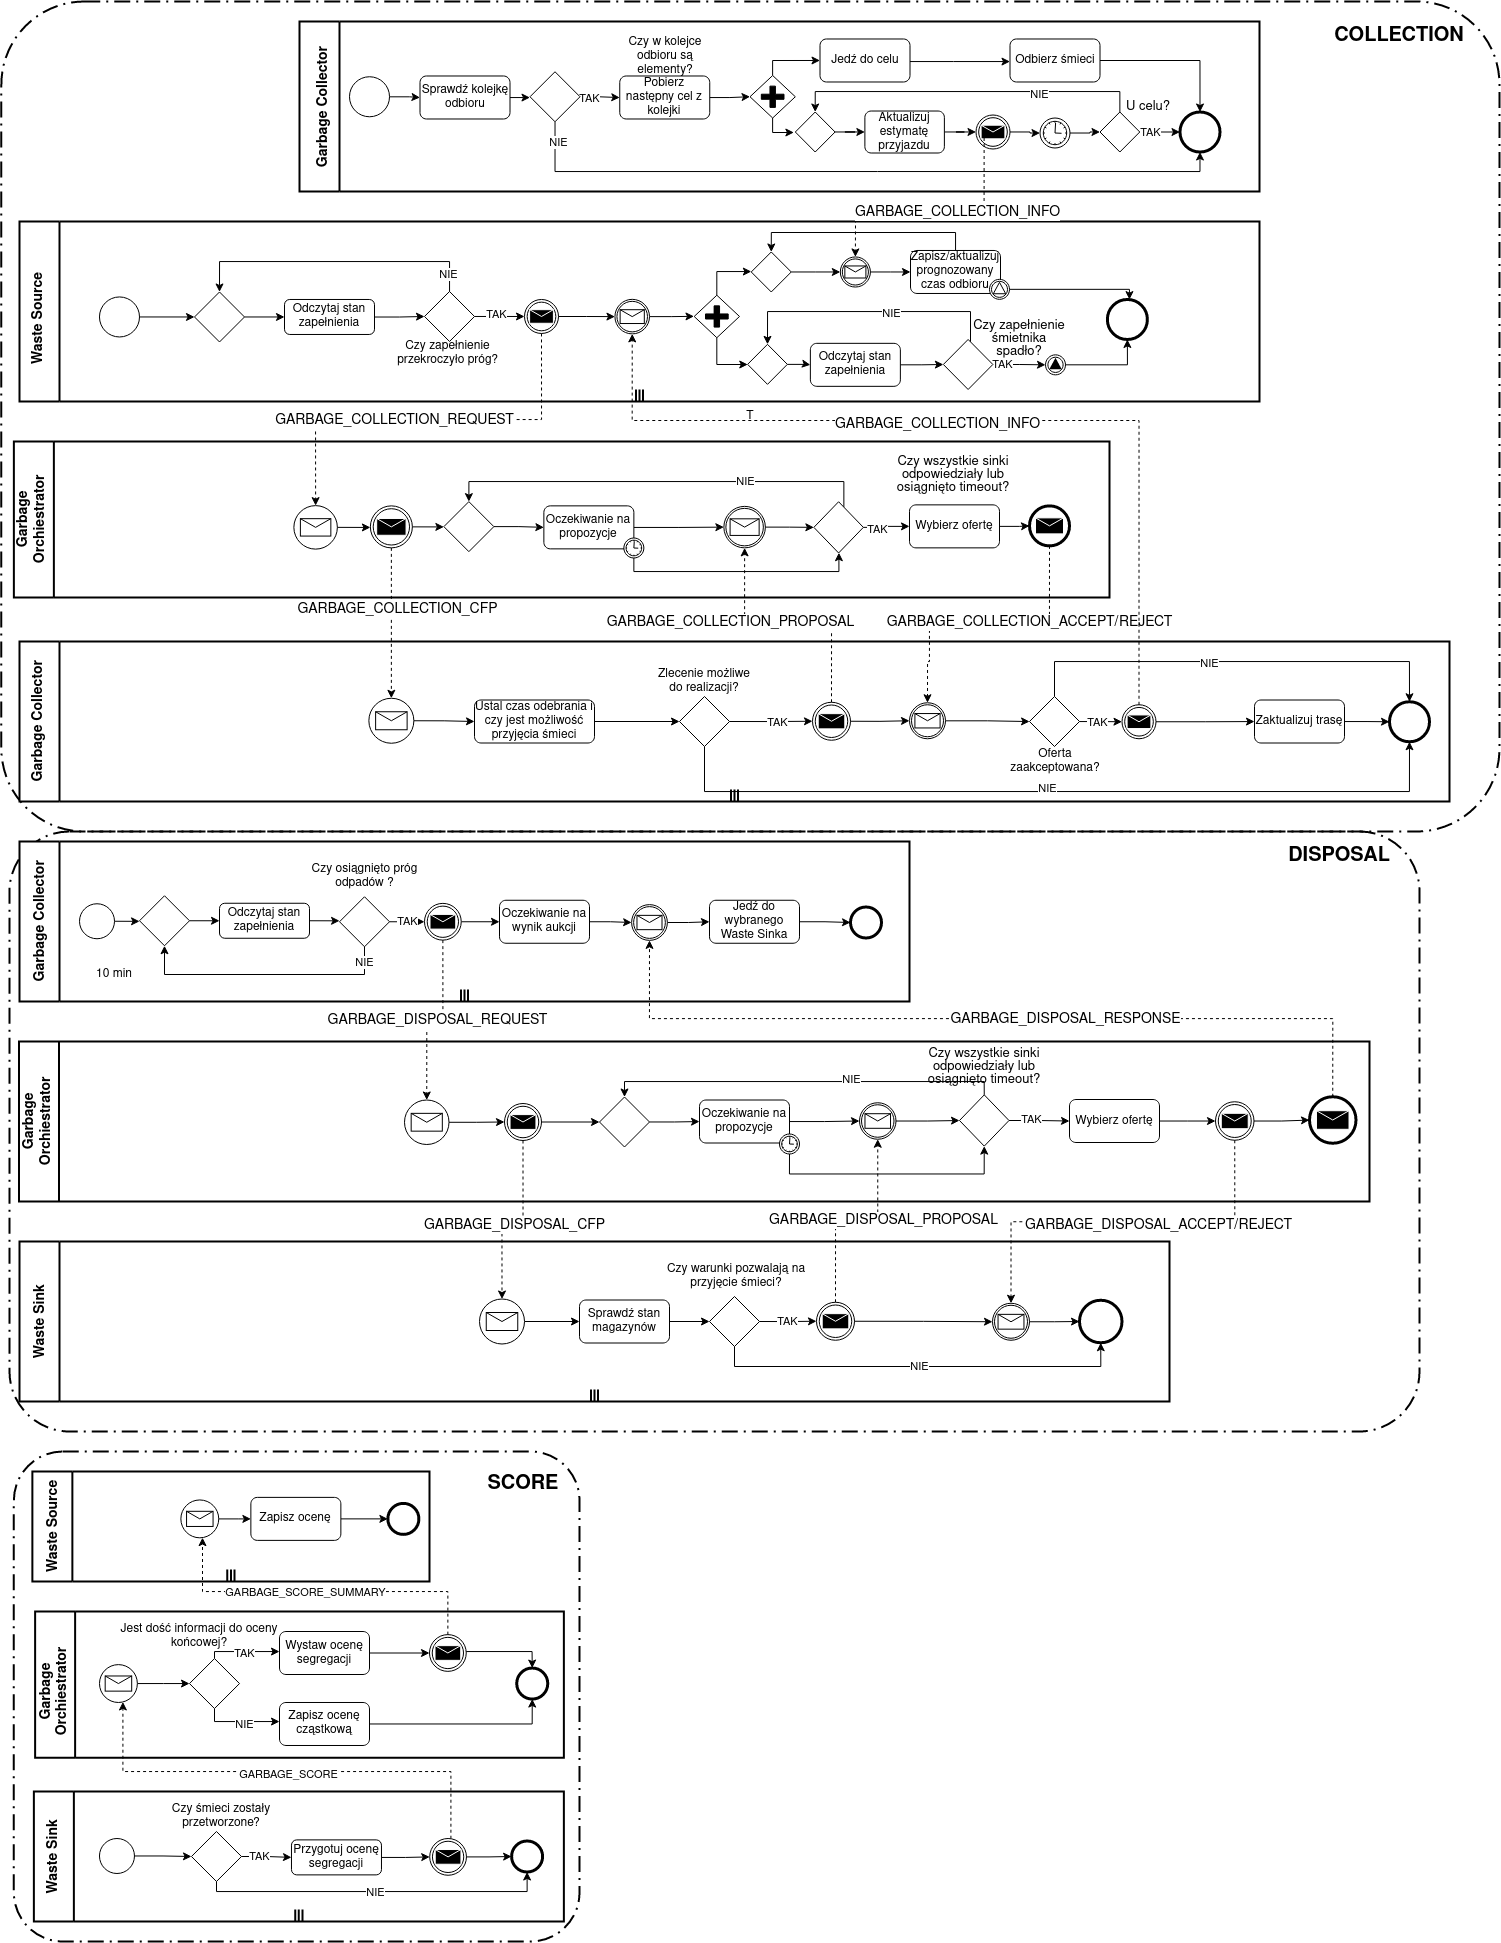 COLLECTION
Garbage Collector
Sprawdź kolejkę
odbioru
TAK
NIE
Czy w kolejce
odbioru są
elementy?
Pobierz
następny cel z
kolejki
Jedź do celu
Odbierz śmieci
NIE
U celu?
Aktualizuj
estymatę
przyjazdu
TAK
GARBAGE_COLLECTION_INFO
Waste Source
NIE
Odczytaj stan
zapełnienia
TAK
Czy zapełnienie
przekroczyło próg?
Zapisz/aktualizuj
prognozowany
czas odbioru
NIE
Czy zapełnienie
śmietnika
spadło?
Odczytaj stan
zapełnienia
TAK
GARBAGE_COLLECTION_REQUEST
T
GARBAGE_COLLECTION_INFO
Garbage
Orchiestrator
NIE
Czy wszystkie sinki
odpowiedziały lub
osiągnięto timeout?
Oczekiwanie na
propozycje
TAK
Wybierz ofertę
GARBAGE_COLLECTION_CFP
GARBAGE_COLLECTION_PROPOSAL
GARBAGE_COLLECTION_ACCEPT/REJECT
Garbage Collector
Zlecenie możliwe
do realizacji?
NIE
Ustal czas odebrania i
czy jest możliwość
przyjęcia śmieci
TAK
TAK
Zaktualizuj trasę
Oferta
zaakceptowana?
NIE
DISPOSAL
Garbage Collector
Czy osiągnięto próg
odpadów ?
Odczytaj stan
zapełnienia
TAK
Oczekiwanie na
wynik aukcji
Jedź do
wybranego
Waste Sinka
NIE
10 min
GARBAGE_DISPOSAL_REQUEST
GARBAGE_DISPOSAL_RESPONSE
Garbage
Orchiestrator
Czy wszystkie sinki
odpowiedziały lub
osiągnięto timeout?
NIE
Oczekiwanie na
propozycje
TAK
Wybierz ofertę
GARBAGE_DISPOSAL_CFP
GARBAGE_DISPOSAL_PROPOSAL
GARBAGE_DISPOSAL_ACCEPT/REJECT
Waste Sink
Czy warunki pozwalają na
przyjęcie śmieci?
Sprawdź stan
magazynów
TAK
NIE
SCORE
Waste Source
Zapisz ocenę
GARBAGE_SCORE_SUMMARY
Garbage
Orchiestrator
Jest dość informacji do oceny
końcowej?
TAK
Wystaw ocenę
segregacji
NIE
Zapisz ocenę
cząstkową
GARBAGE_SCORE
Waste Sink
Czy śmieci zostały
przetworzone?
TAK
Przygotuj ocenę
segregacji
NIE